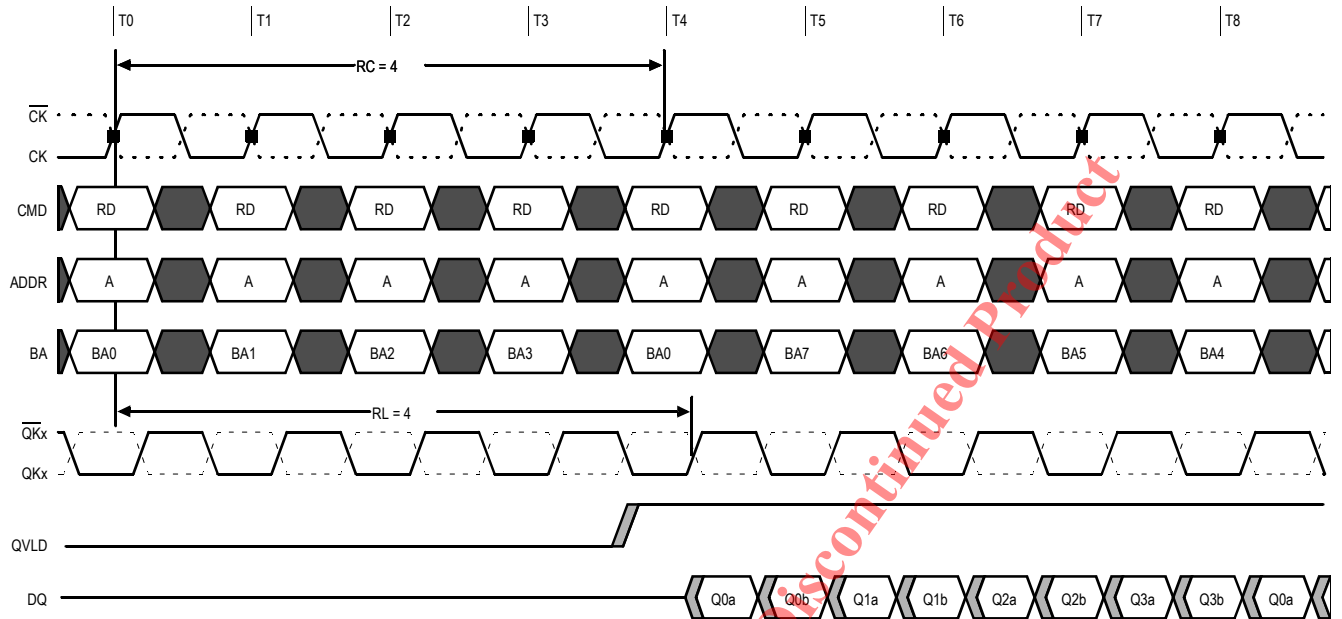 T0 T1 T2 T3 T4 T5 T6 T7 T8
RC = 4
CK
CK
CMD RD RD RD RD RD RD RD RD RD
ADDR A A A A A A A A A
BA BA0 BA1 BA2 BA3 BA0 BA7 BA6 BA5 BA4
RL = 4
QKx
QKx
QVLD
DQ Q0a Q0b Q1a Q1b Q2a Q2b Q3a Q3b Q0a
Discontinued Product